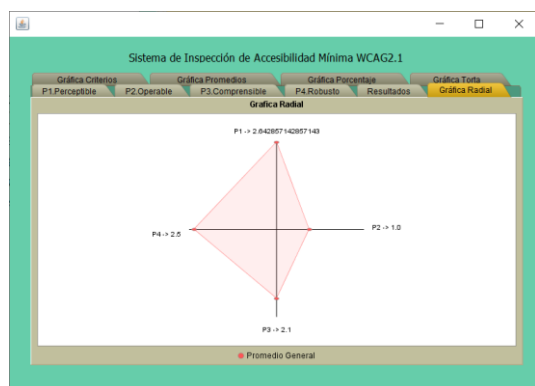 Sistema de Inspección de Accesibilidad Mínima WCAG2.1
Gráfica Criterios Gráfica Promedios Gráfica Porcentaje Gráfica Torta
P1.Perceptible P2.Operable P3.Comprensible P4.Robusto Resultados Gráfica Radial
Grafica Radial
P1 -> 2.642857142857143
P4 -> 2.5
P2 -> 1.0
P3 -> 2.1
Promedio General